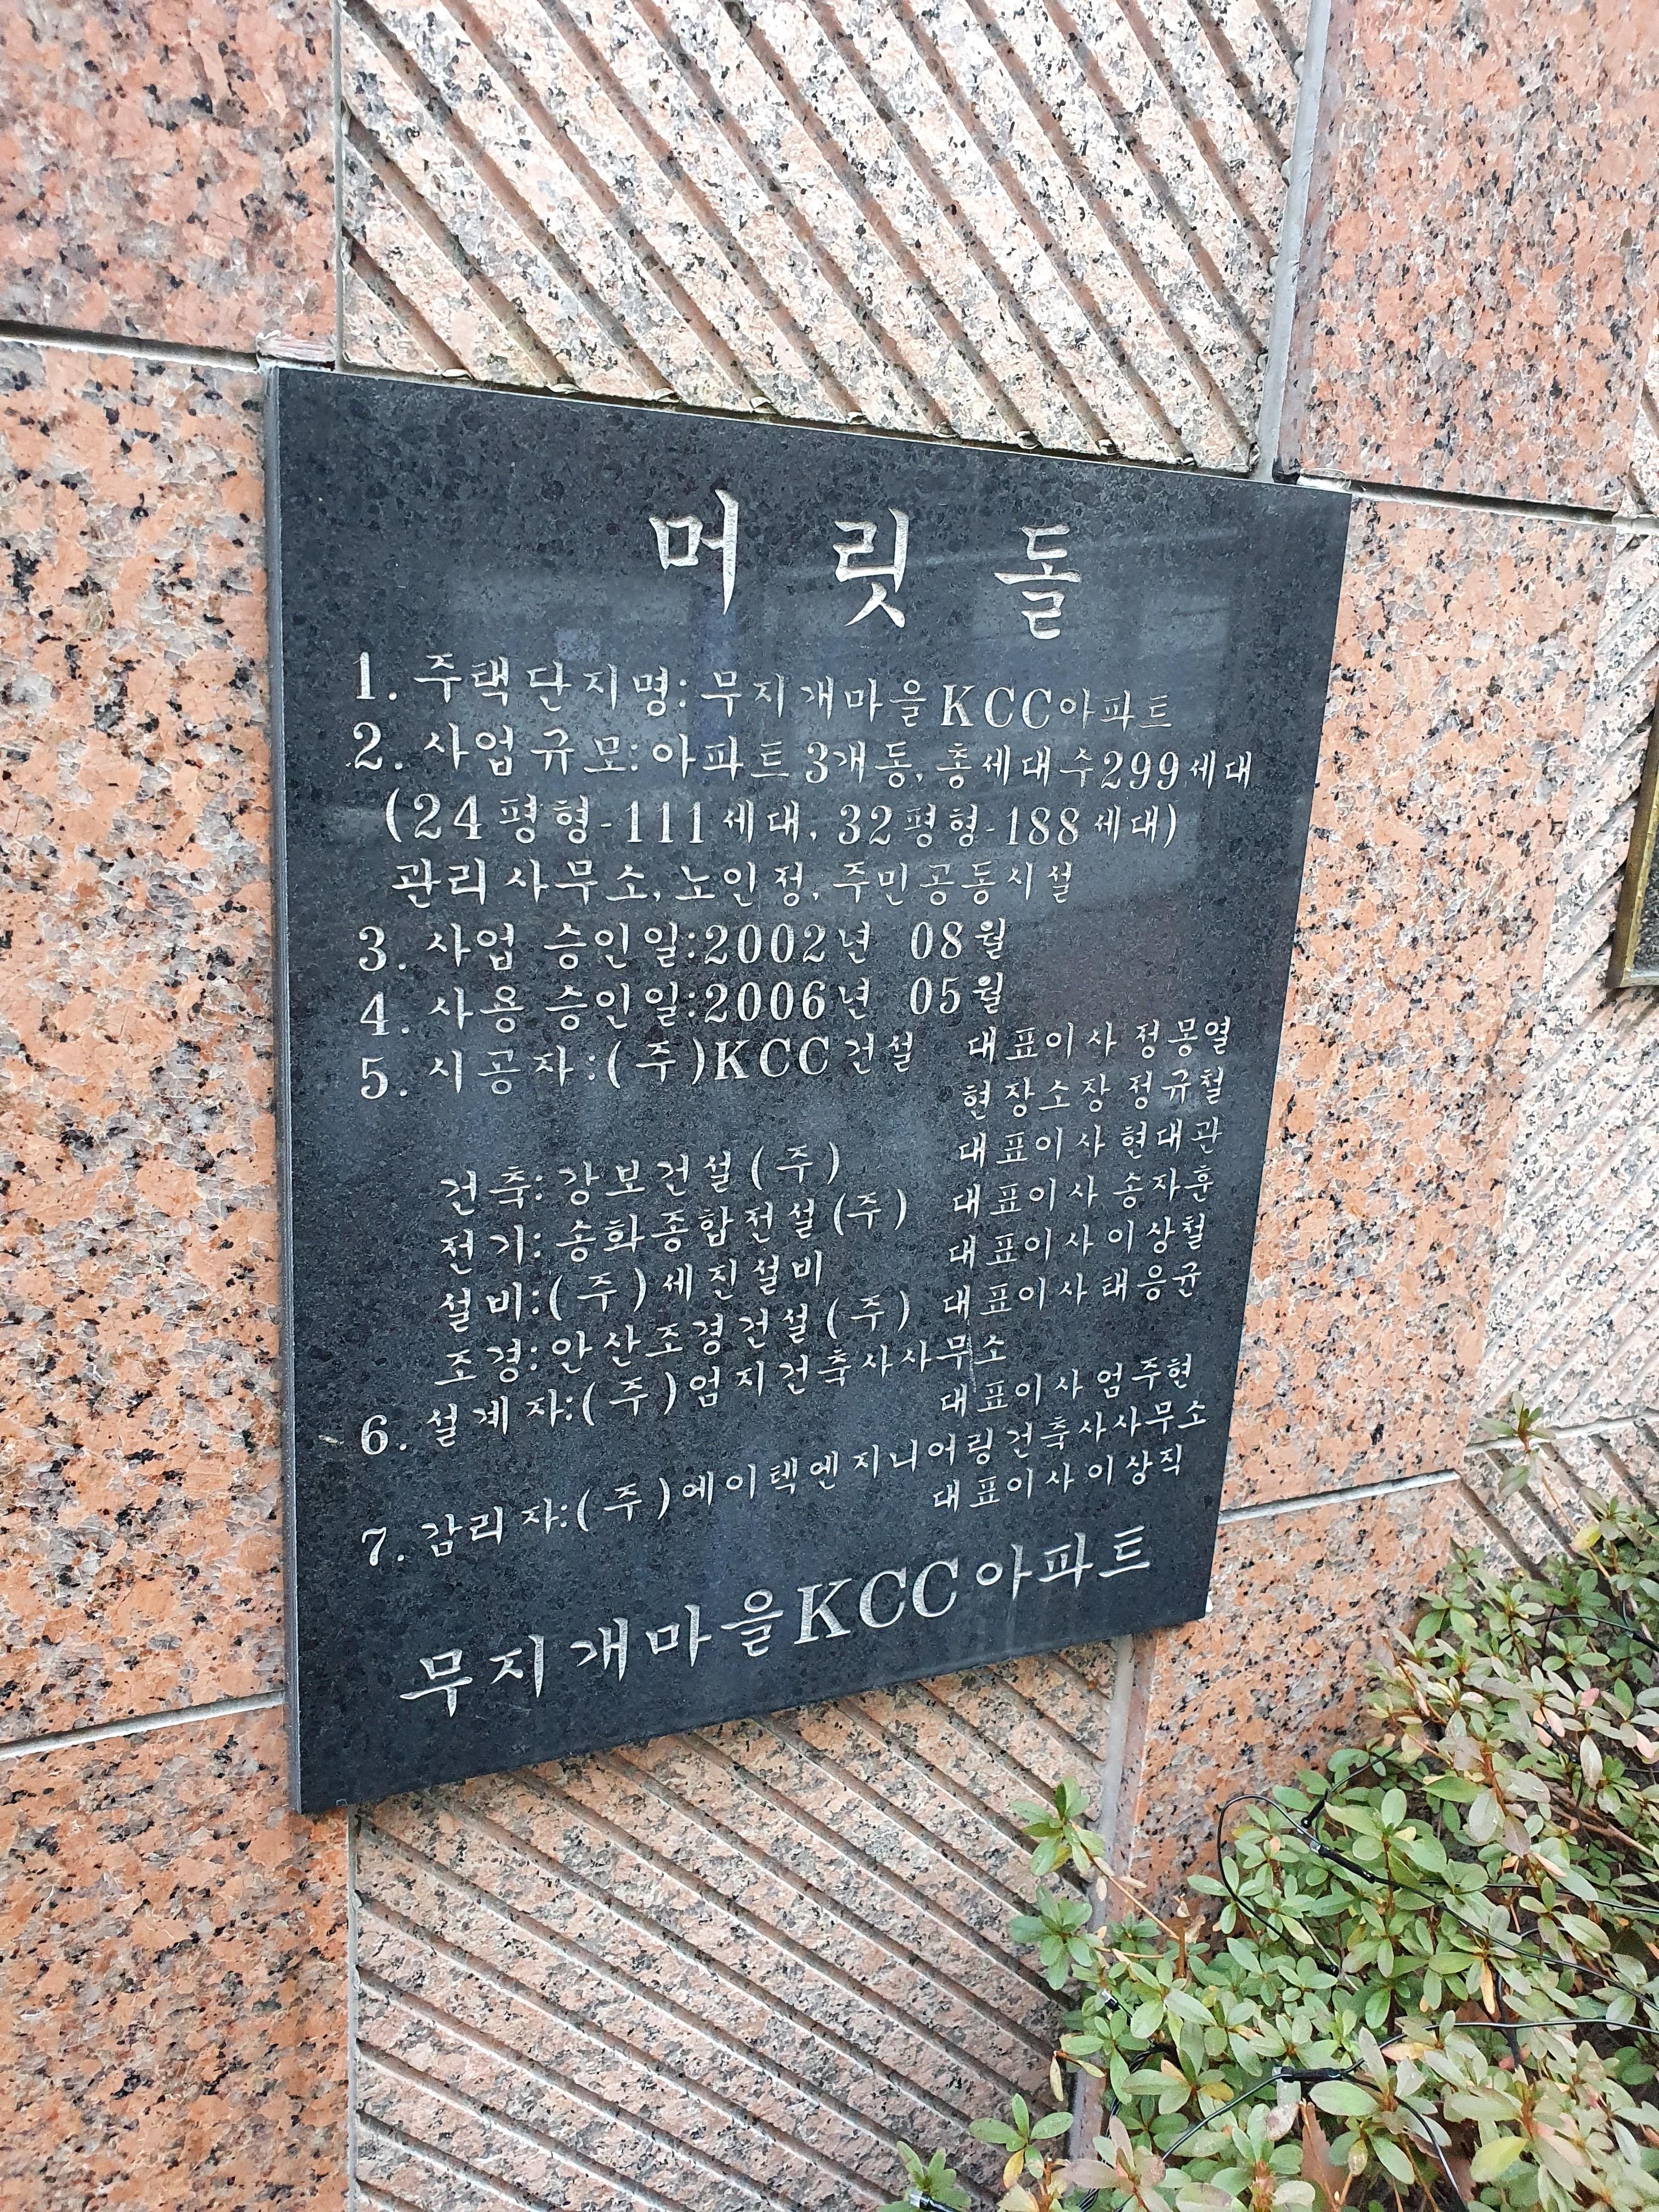 머릿돌
1. 주택단지명: 무지개마을KCC아파트
2. 사업규모: 아파트 3개동, 총세대수299세대
(24평형-111세대, 32평형-188세대)
관리사무소, 노인정, 주민공동시설
3. 사업 승인일:2002년 08월
4. 사용 승인일:2006년 05월
5. 시공자:(주)KCC건설 대표이사 정몽열
현장소장 정규철
건축: 강보건설(주) 대표이사 현대관
전기: 송화종합전설(주) 대표이사 송자훈
설비:(주)세진설비 대표이사 이상철
조경: 안산조경건설(주) 대표이사 태응균
6. 설계자:(주)엄지건축사사무소
대표이사 엄주현
7. 감리자:(주)에이텍엔지니어링건축사사무소
대표이사 이상직
무지개마을KCC아파트